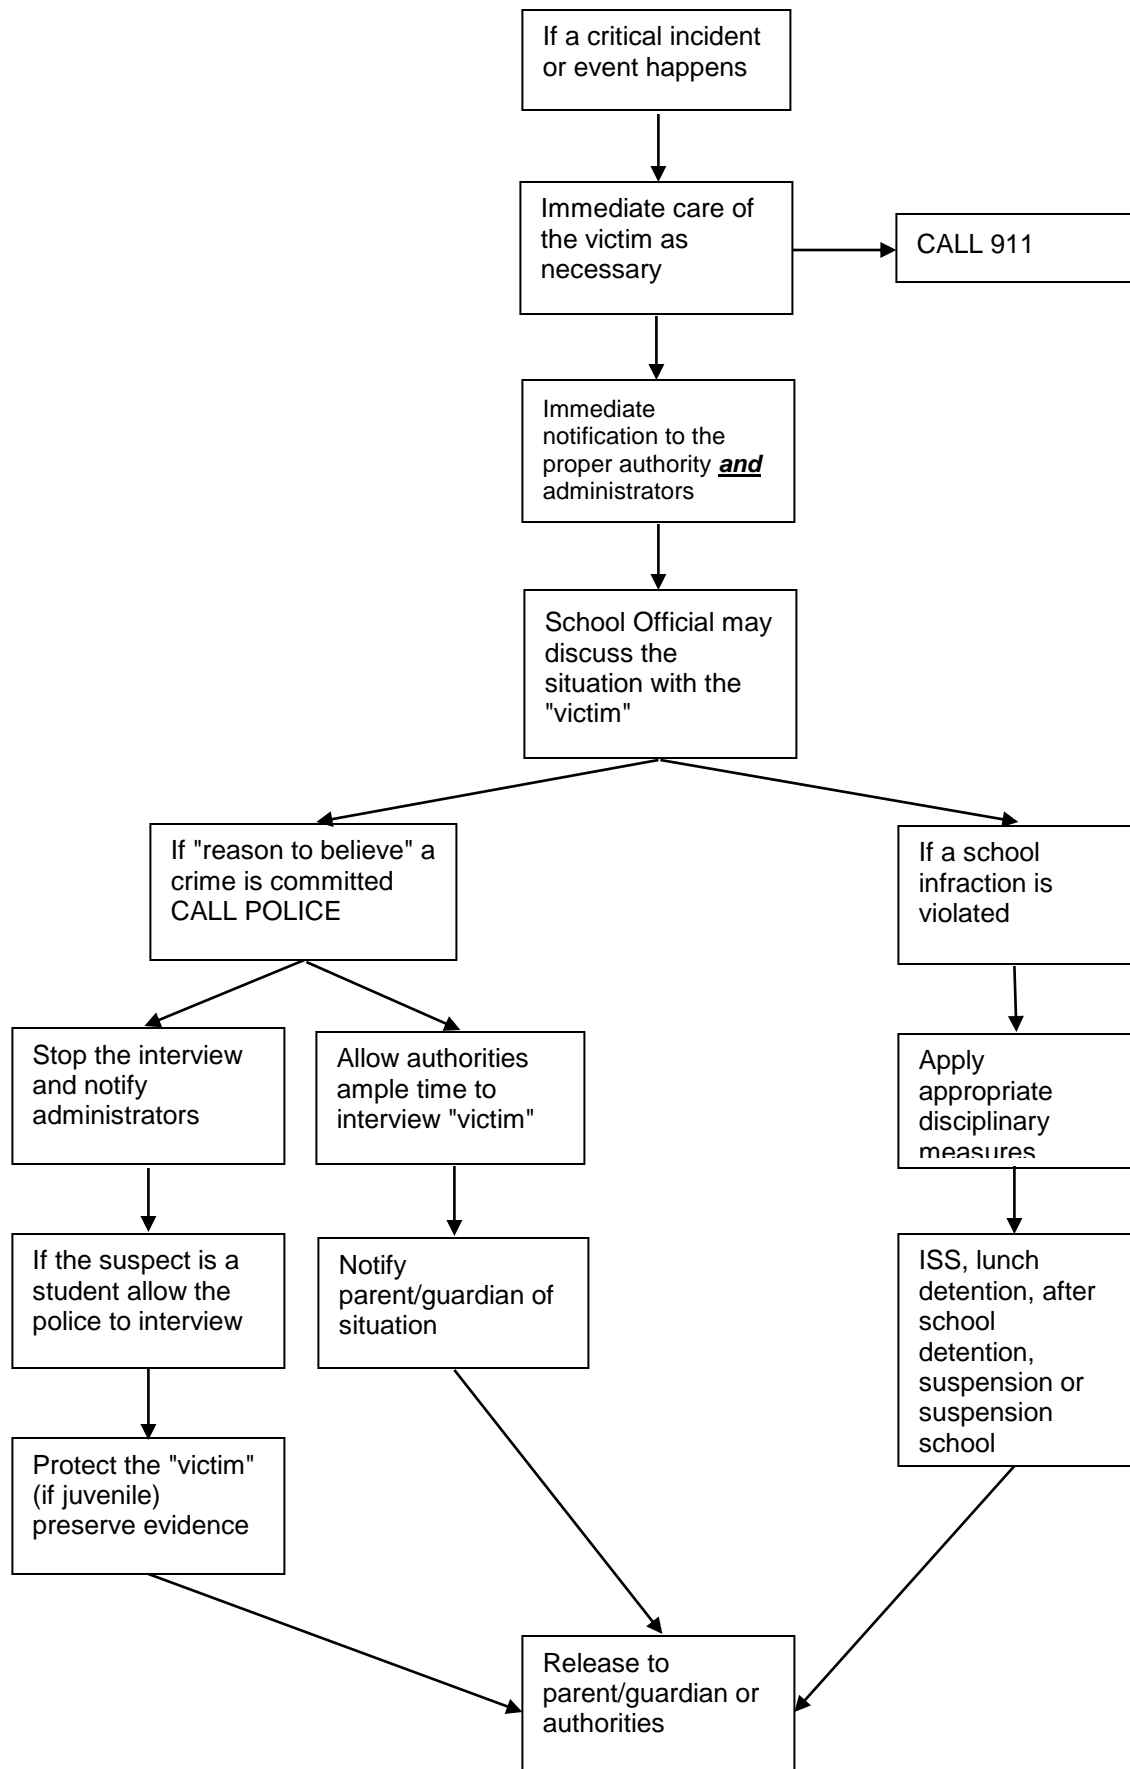 If a critical incident
or event happens
Immediate care of
the victim as
necessary
CALL 911
Immediate
notification to the
proper authority and
administrators
School Official may
discuss the
situation with the
"victim"
If "reason to believe" a
crime is committed
CALL POLICE
If a school
infraction is
violated
Stop the interview
and notify
administrators
Allow authorities
ample time to
interview "victim"
Apply
appropriate
disciplinary
measures
If the suspect is a
student allow the
police to interview
Notify
parent/guardian of
situation
ISS, lunch
detention, after
school
detention,
suspension or
suspension
school
Protect the "victim"
(if juvenile)
preserve evidence
Release to
parent/guardian or
authorities